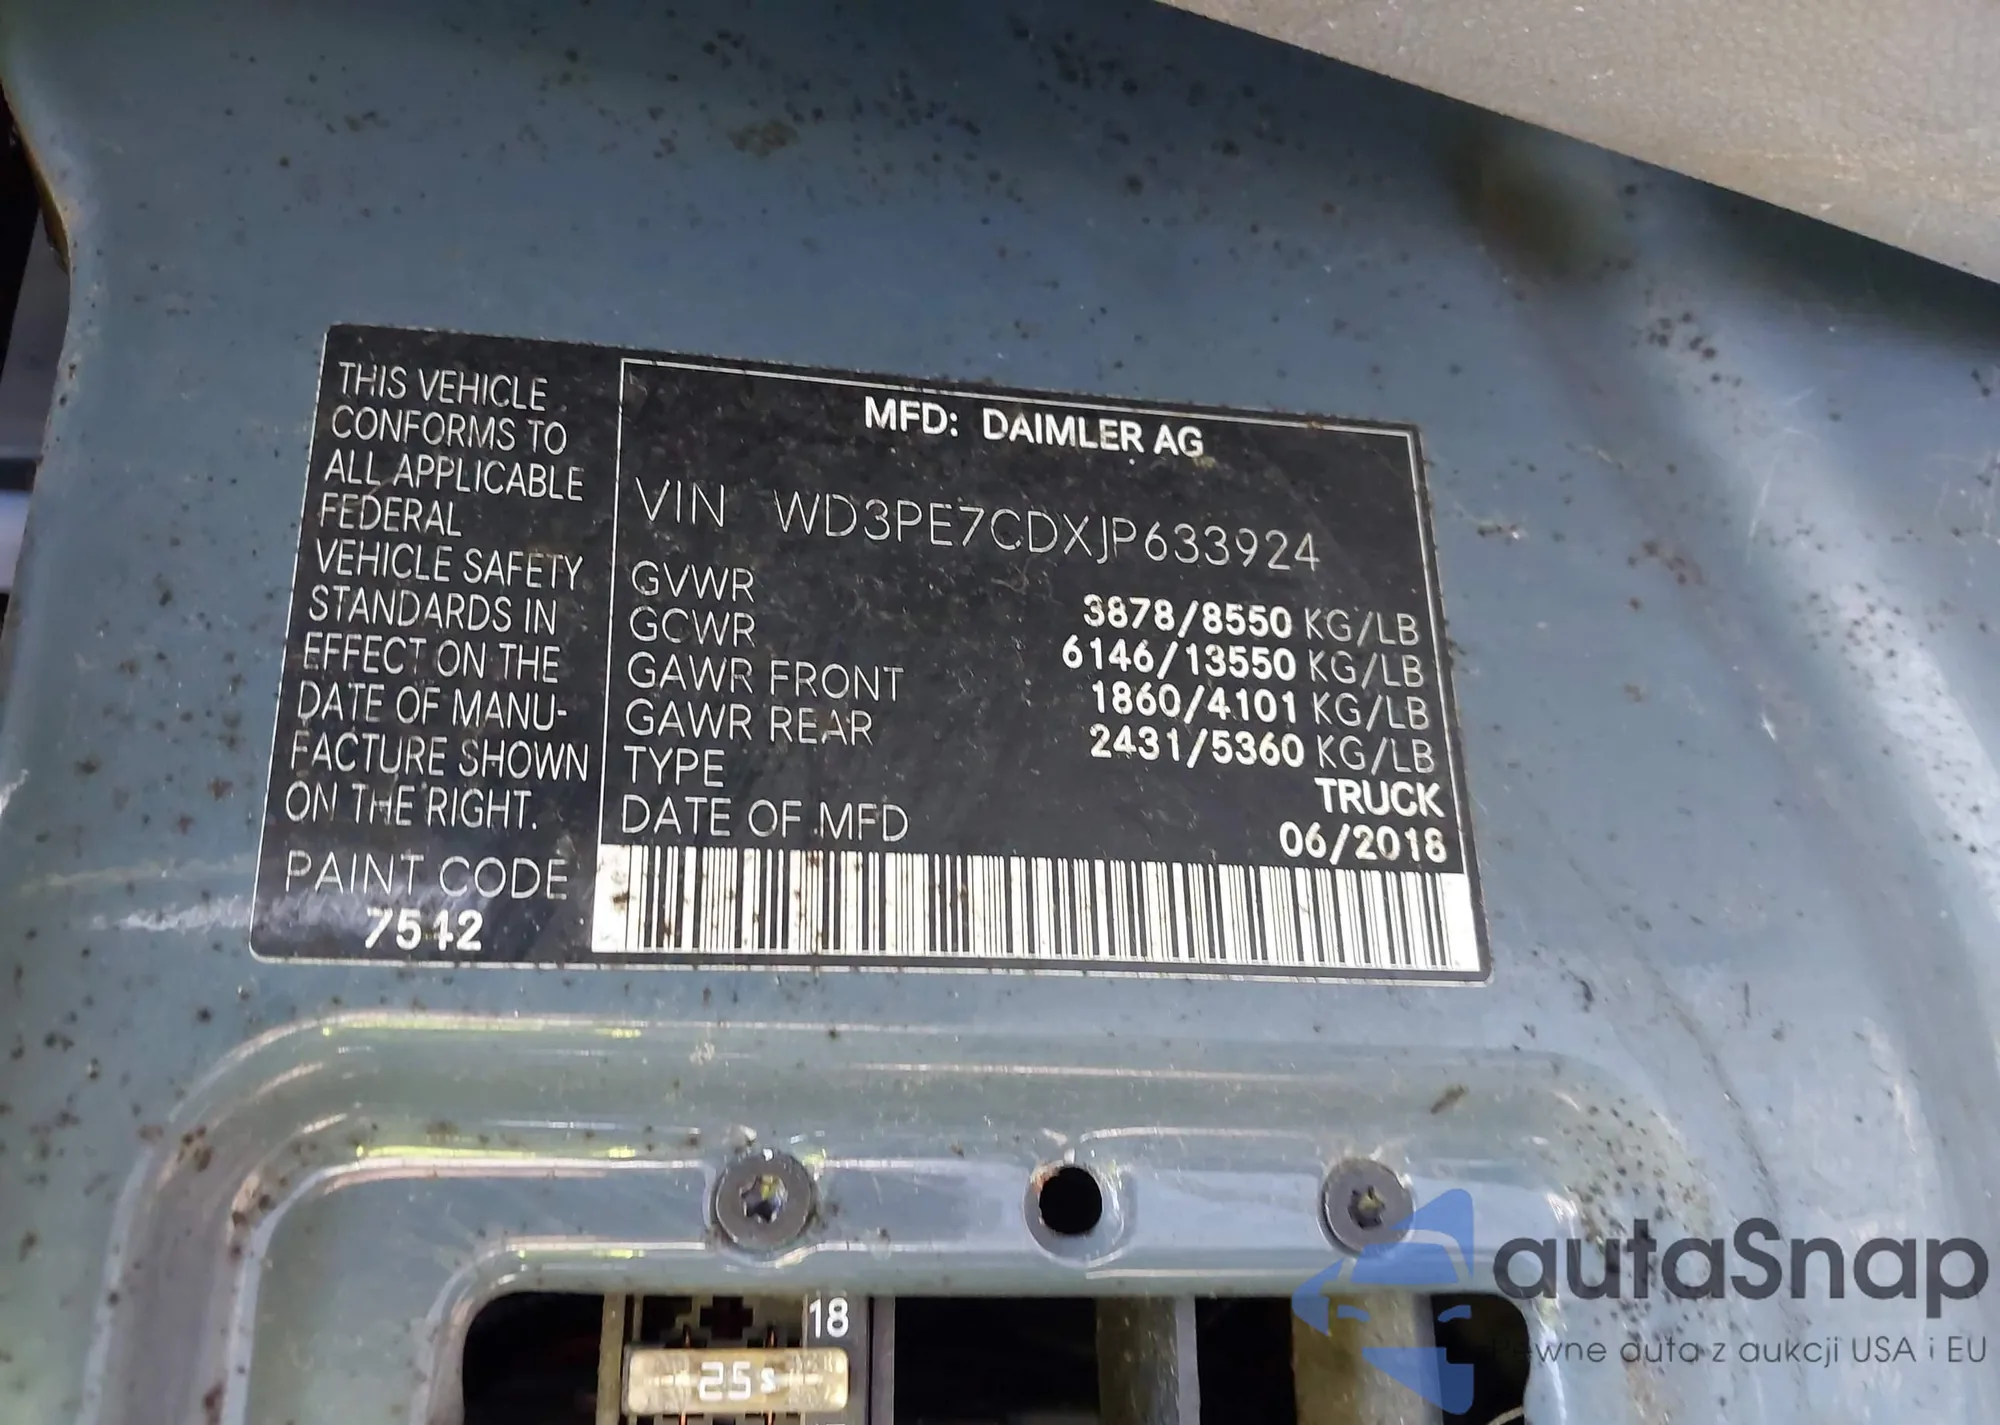 THIS VEHICLE
CONFORMS TO
ALL APPLICABLE
FEDERAL
VEHICLE SAFETY
STANDARDS IN
EFFECT ON THE
DATE OF MANU-
FACTURE SHOWN
ON THE RIGHT.
PAINT CODE
7542
MFD: DAIMLER AG
VIN WD3PE7CDXJP633924
GVWR 3878/8550 KG/LB
GCWR 6146/13550 KG/LB
GAWR FRONT 1860/4101 KG/LB
GAWR REAR 2431/5360 KG/LB
TYPE TRUCK
DATE OF MFD 06/2018
18
25 s
autaSnap
Pewne auta z aukcji USA i EU